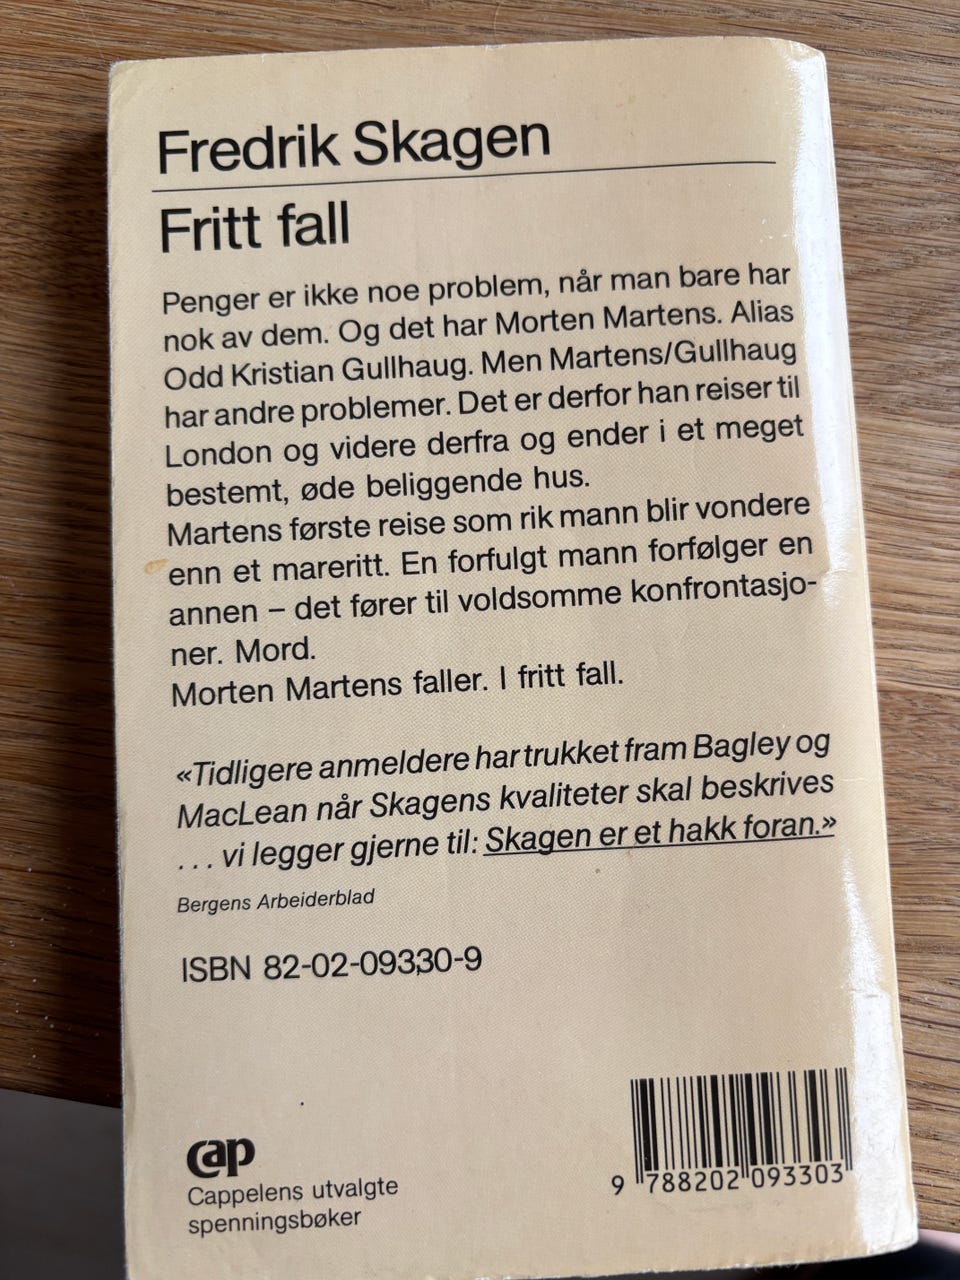 Fredrik Skagen
Fritt fall
Penger er ikke noe problem, når man bare har
nok av dem. Og det har Morten Martens. Alias
Odd Kristian Gullhaug. Men Martens/Gullhaug
har andre problemer. Det er derfor han reiser til
London og videre derfra og ender i et meget
bestemt, øde beliggende hus.
Martens første reise som rik mann blir vondere
enn et mareritt. En forfulgt mann forfølger en
annen – det fører til voldsomme konfrontasjo-
ner. Mord.
Morten Martens faller. I fritt fall.
«Tidligere anmeldere har trukket fram Bagley og
MacLean når Skagens kvaliteter skal beskrives
... vi legger gjerne til: Skagen er et hakk foran.»
Bergens Arbeiderblad
ISBN 82-02-09330-9
cap
Cappelens utvalgte
spenningsbøker
9 788202 093303